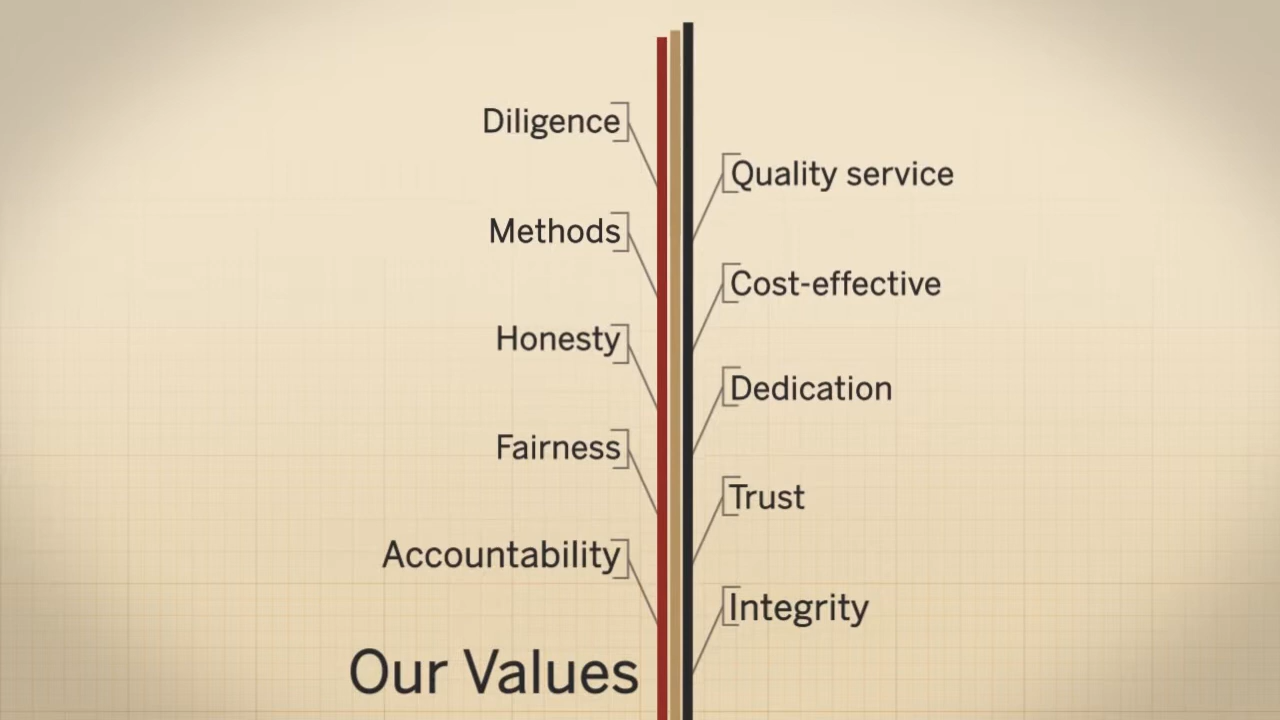 Diligence
Quality service
Methods
Cost-effective
Honesty
Dedication
Fairness
Trust
Accountability
Integrity
Our Values